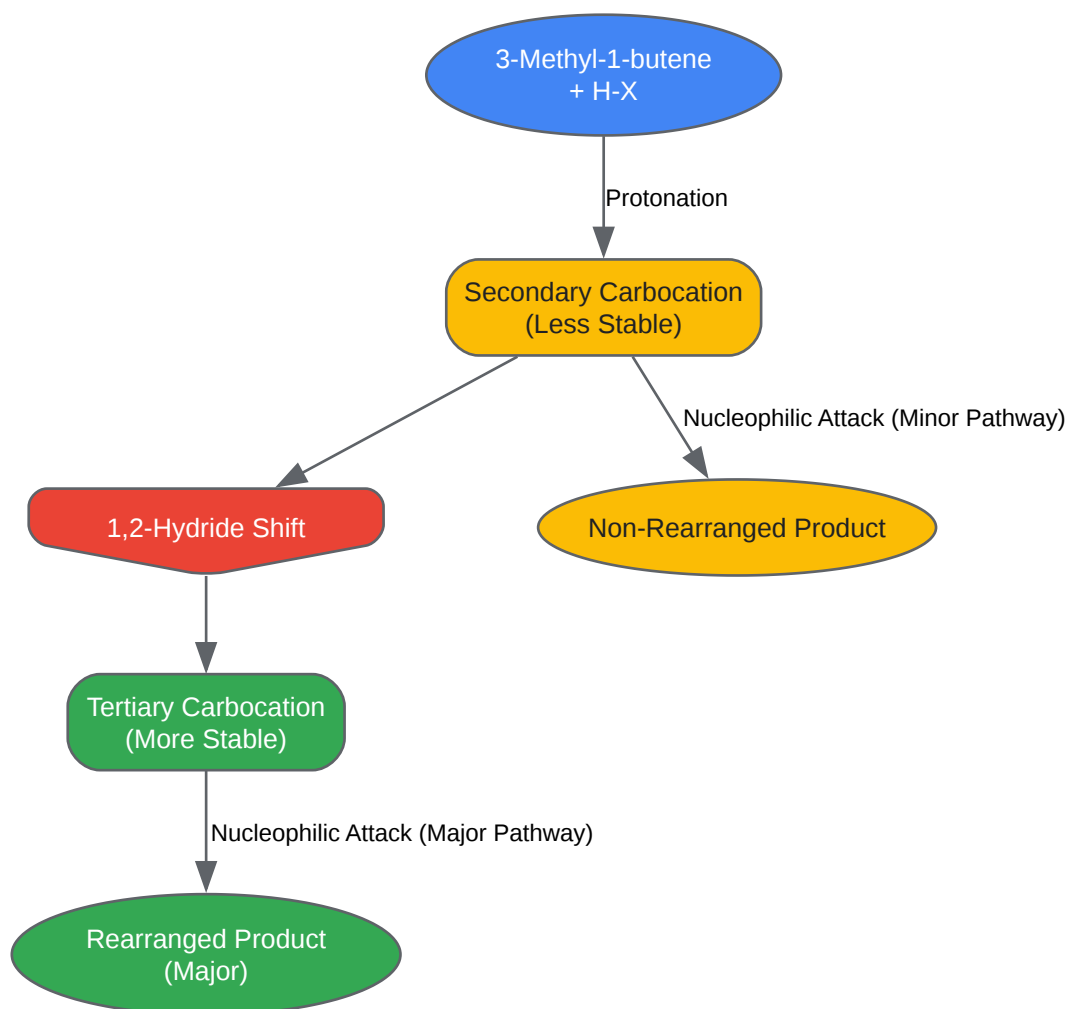 3-Methyl-1-butene
+ H-X
Protonation
Secondary Carbocation
(Less Stable)
Nucleophilic Attack (Minor Pathway)
1,2-Hydride Shift
Non-Rearranged Product
Tertiary Carbocation
(More Stable)
Nucleophilic Attack (Major Pathway)
Rearranged Product
(Major)